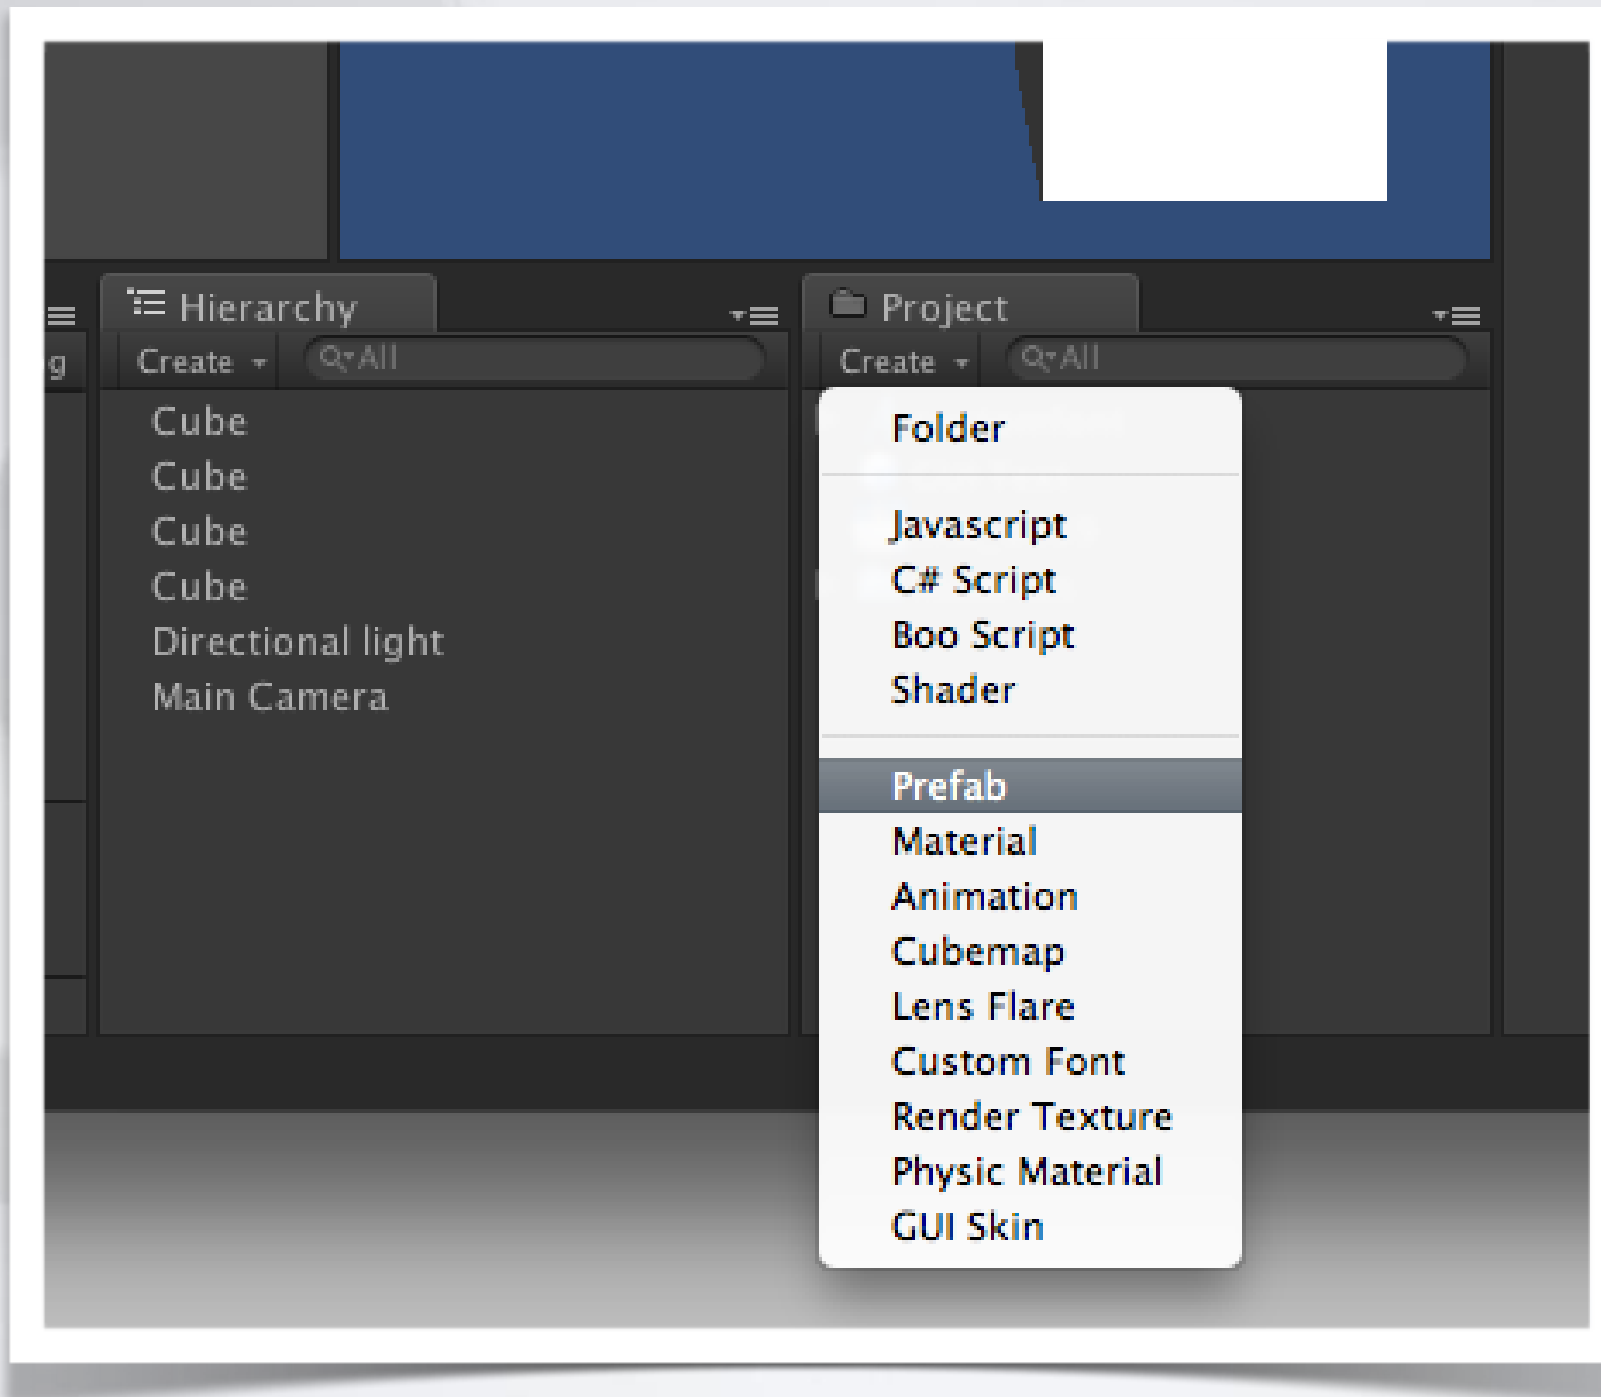 Hierarchy
Project
g
Create
All
Create
All
Cube
Cube
Cube
Cube
Directional light
Main Camera
Folder
Javascript
C# Script
Boo Script
Shader
Prefab
Material
Animation
Cubemap
Lens Flare
Custom Font
Render Texture
Physic Material
GUI Skin